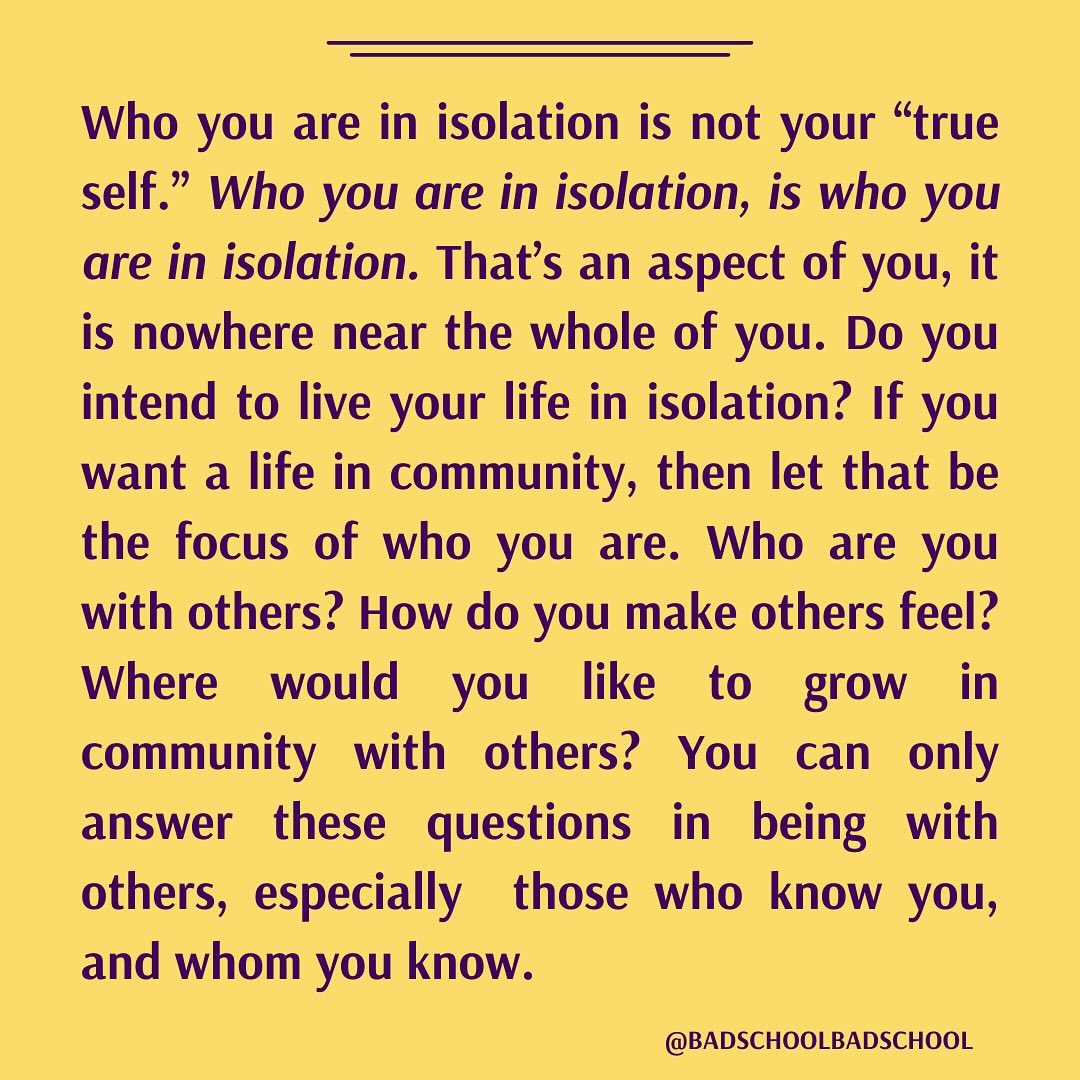 Who you are in isolation is not your “true
self.” Who you are in isolation, is who you
are in isolation. That’s an aspect of you, it
is nowhere near the whole of you. Do you
intend to live your life in isolation? If you
want a life in community, then let that be
the focus of who you are. Who are you
with others? How do you make others feel?
Where would you like to grow in
community with others? You can only
answer these questions in being with
others, especially  those who know you,
and whom you know.
@BADSCHOOLBADSCHOOL